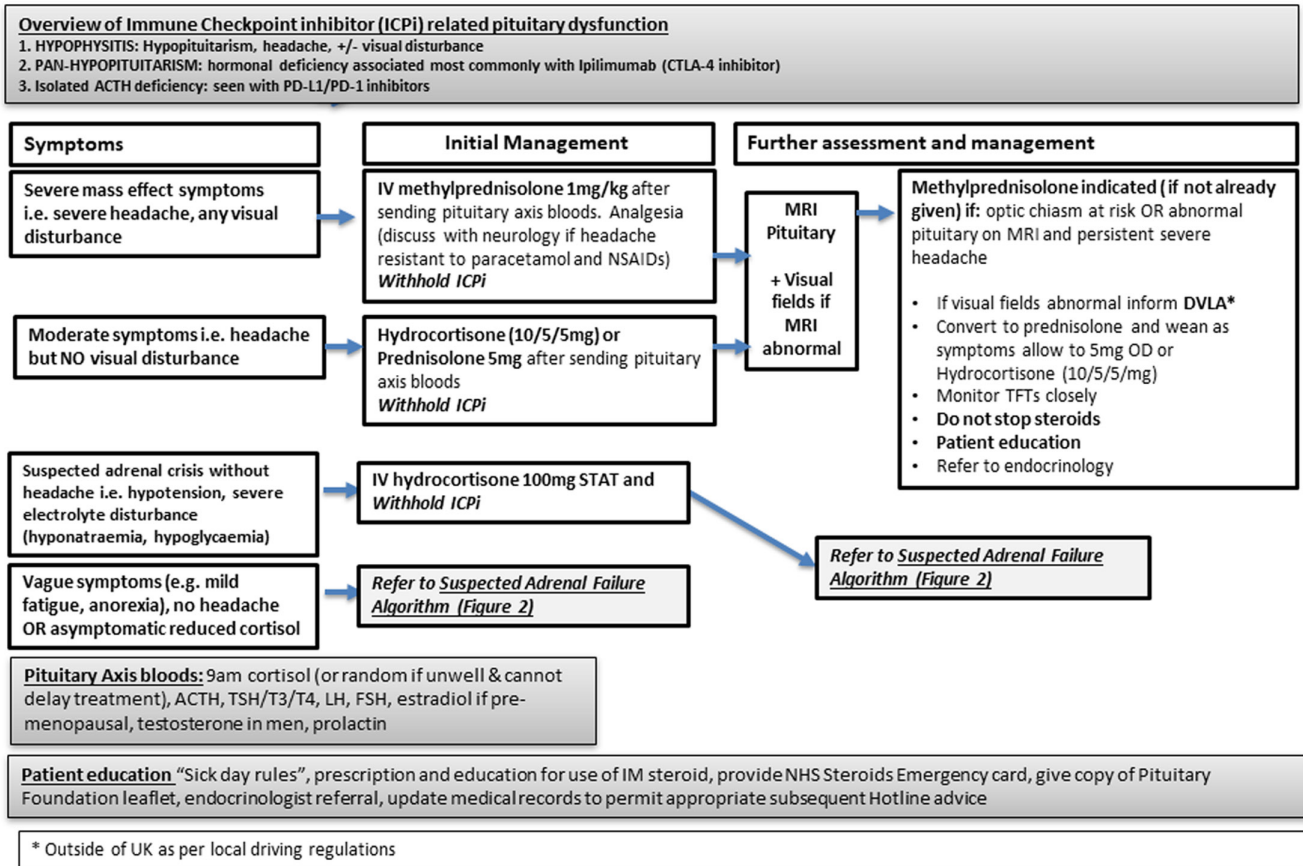 Overview of Immune Checkpoint inhibitor (ICPi) related pituitary dysfunction
1. HYPOPHYSITIS: Hypopituitarism, headache, +/- visual disturbance
2. PAN-HYPOPITUITARISM: hormonal deficiency associated most commonly with Ipilimumab (CTLA-4 inhibitor)
3. Isolated ACTH deficiency: seen with PD-L1/PD-1 inhibitors
Symptoms
Initial Management
Further assessment and management
Severe mass effect symptoms
i.e. severe headache, any visual
disturbance
IV methylprednisolone 1mg/kg after
sending pituitary axis bloods. Analgesia
(discuss with neurology if headache
resistant to paracetamol and NSAIDs)
Withhold ICPi
MRI
Pituitary
+ Visual
fields if
MRI
abnormal
Methylprednisolone indicated ( if not already
given) if: optic chiasm at risk OR abnormal
pituitary on MRI and persistent severe
headache
• If visual fields abnormal inform DVLA*
• Convert to prednisolone and wean as
symptoms allow to 5mg OD or
Hydrocortisone (10/5/5/mg)
• Monitor TFTs closely
• Do not stop steroids
• Patient education
• Refer to endocrinology
Moderate symptoms i.e. headache
but NO visual disturbance
Hydrocortisone (10/5/5mg) or
Prednisolone 5mg after sending pituitary
axis bloods
Withhold ICPi
Suspected adrenal crisis without
headache i.e. hypotension, severe
electrolyte disturbance
(hyponatraemia, hypoglycaemia)
IV hydrocortisone 100mg STAT and
Withhold ICPi
Refer to Suspected Adrenal Failure
Algorithm (Figure 2)
Vague symptoms (e.g. mild
fatigue, anorexia), no headache
OR asymptomatic reduced cortisol
Refer to Suspected Adrenal Failure
Algorithm (Figure 2)
Pituitary Axis bloods: 9am cortisol (or random if unwell & cannot
delay treatment), ACTH, TSH/T3/T4, LH, FSH, estradiol if pre-
menopausal, testosterone in men, prolactin
Patient education "Sick day rules", prescription and education for use of IM steroid, provide NHS Steroids Emergency card, give copy of Pituitary
Foundation leaflet, endocrinologist referral, update medical records to permit appropriate subsequent Hotline advice
* Outside of UK as per local driving regulations